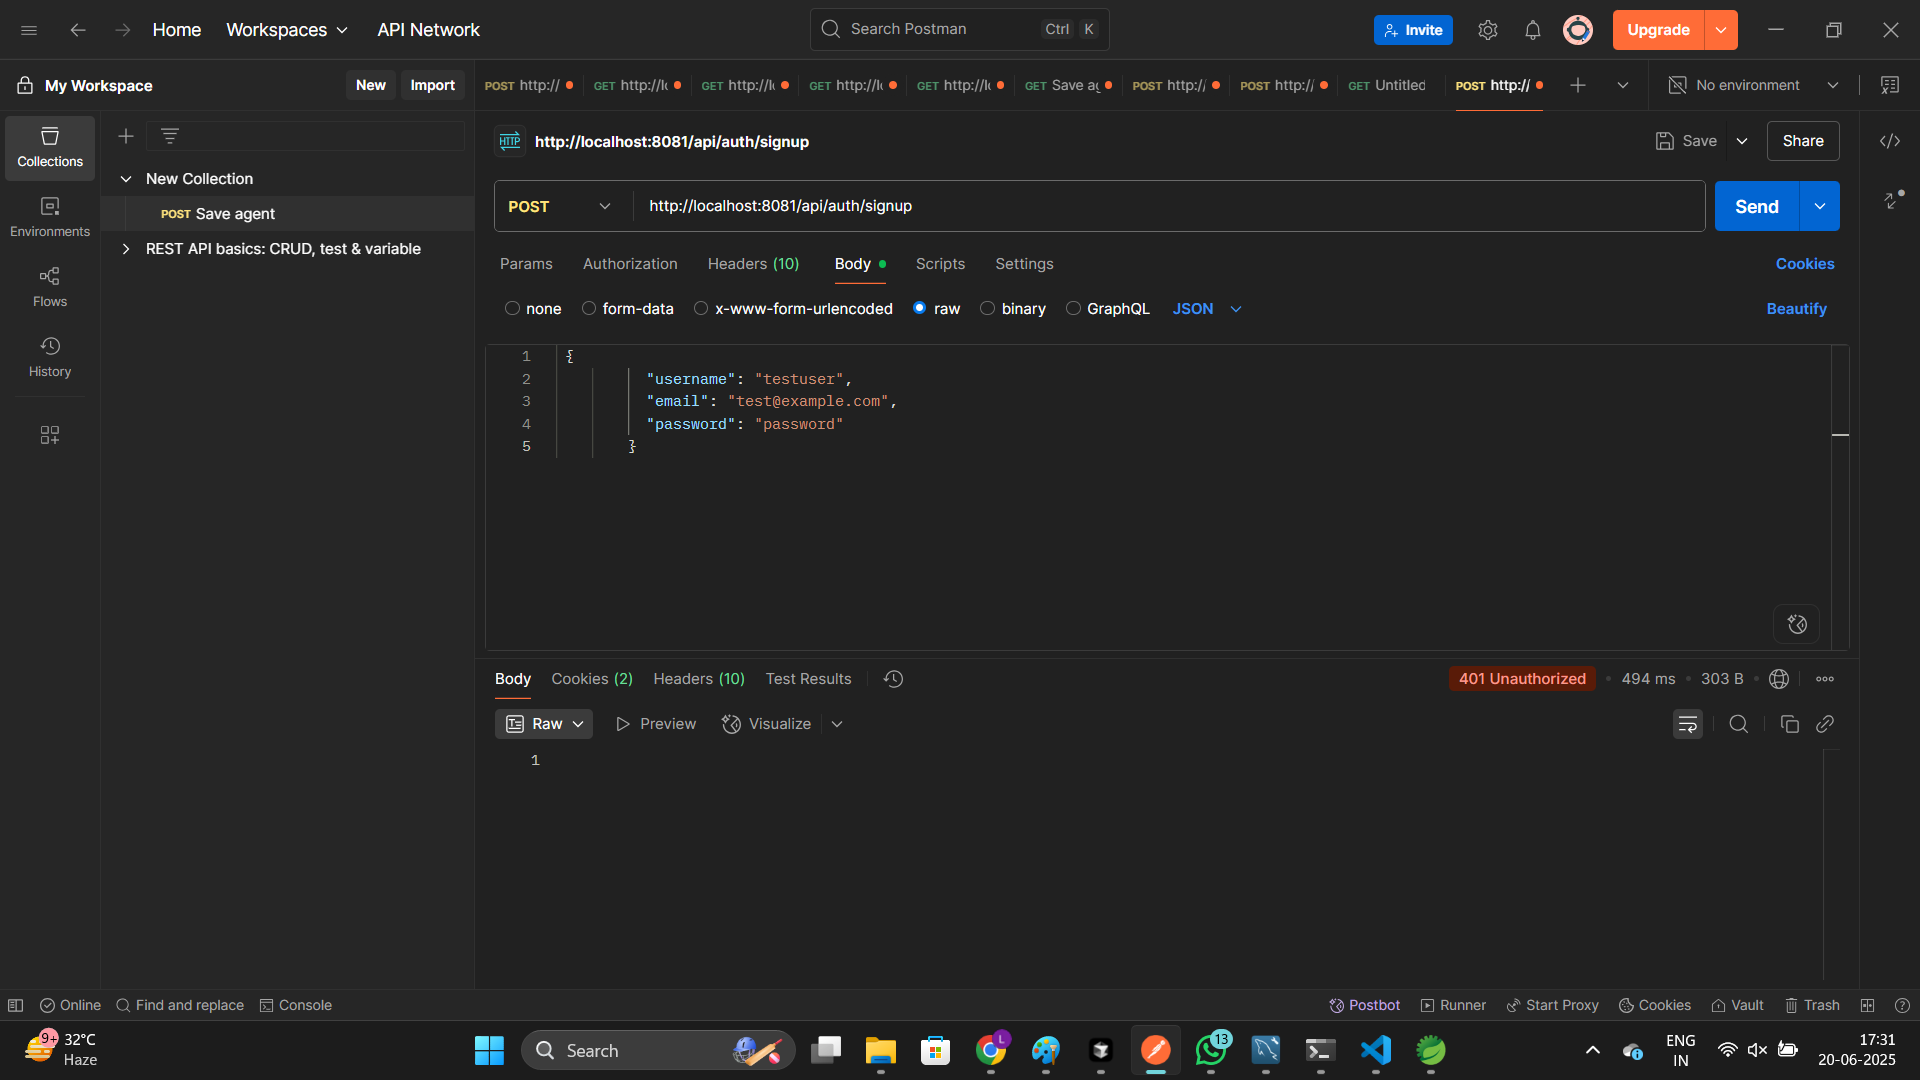 Home
Workspaces
API Network
Search Postman
Ctrl
K
Invite
Upgrade
My Workspace
New
Import
POST http://
GET http://l
GET http://l
GET http://l
GET http://l
GET Save ag
POST http:/
POST http:/
GET Untitled
POST http://
No environment
Collections
Environments
Flows
History
New Collection
POST Save agent
REST API basics: CRUD, test & variable
HTTP
http://localhost:8081/api/auth/signup
Save
Share
POST
http://localhost:8081/api/auth/signup
Send
Params
Authorization
Headers (10)
Body
Scripts
Settings
Cookies
none
form-data
x-www-form-urlencoded
raw
binary
GraphQL
JSON
Beautify
1 {
2 "username": "testuser",
3 "email": "test@example.com",
4 "password": "password"
5 }
Body
Cookies (2)
Headers (10)
Test Results
401 Unauthorized
494 ms
303 B
Raw
Preview
Visualize
1
Online
Find and replace
Console
Postbot
Runner
Start Proxy
Cookies
Vault
Trash
9+
32°C
Haze
Search
L
13
ENG
IN
17:31
20-06-2025